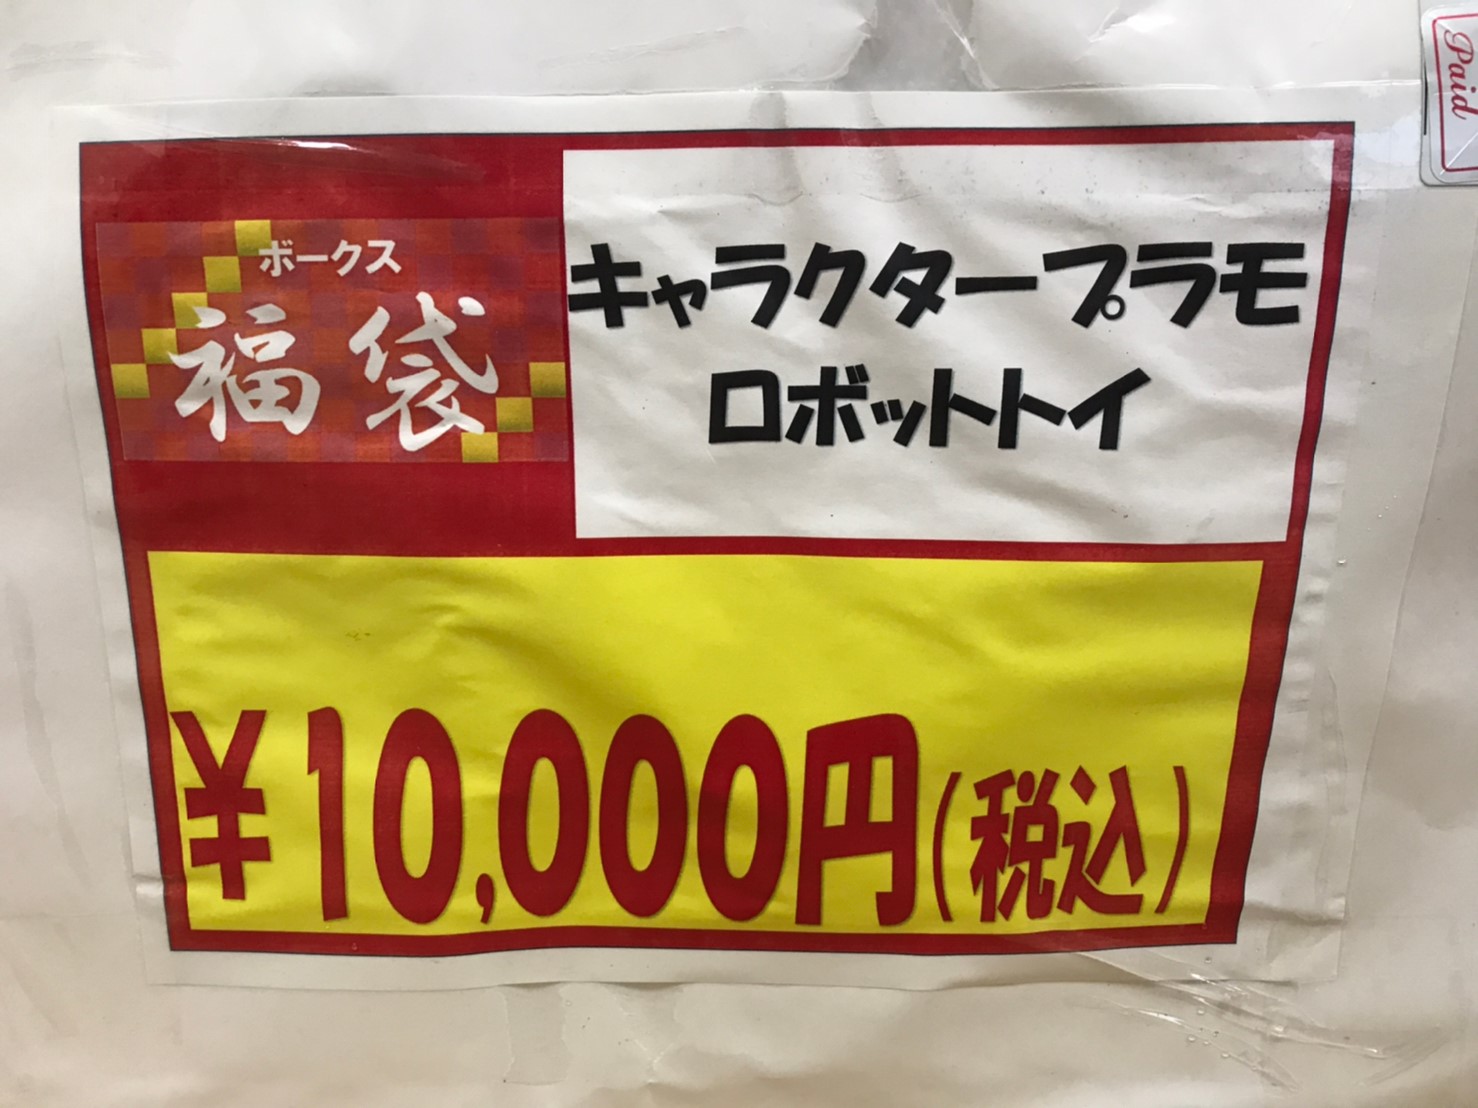 ボークス
福袋
キャラクタープラモ
ロボットトイ
¥10,000円(税込)
Paid